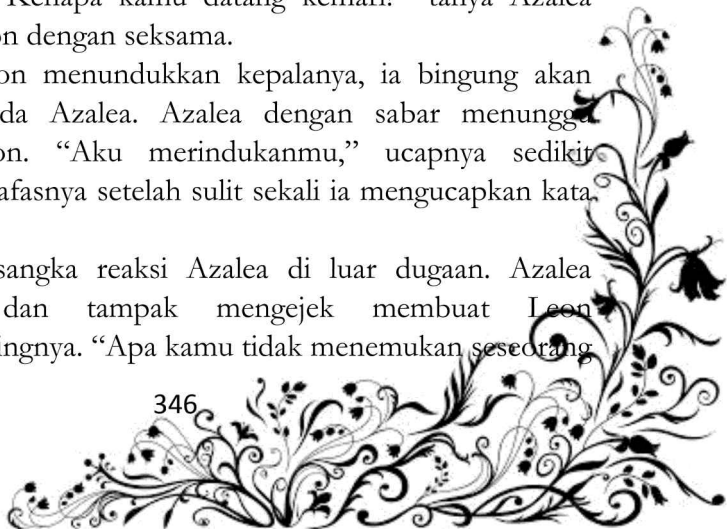 Kenapa kamu datang kemari?” tanya Azalea
on dengan seksama.
on menundukkan kepalanya, ia bingung akan
da Azalea. Azalea dengan sabar menunggu
on. “Aku merindukanmu,” ucapnya sedikit
afasnya setelah sulit sekali ia mengucapkan kata
sangka reaksi Azalea di luar dugaan. Azalea
dan tampak mengejek membuat Leon
ingnya. “Apa kamu tidak menemukan seseorang
346